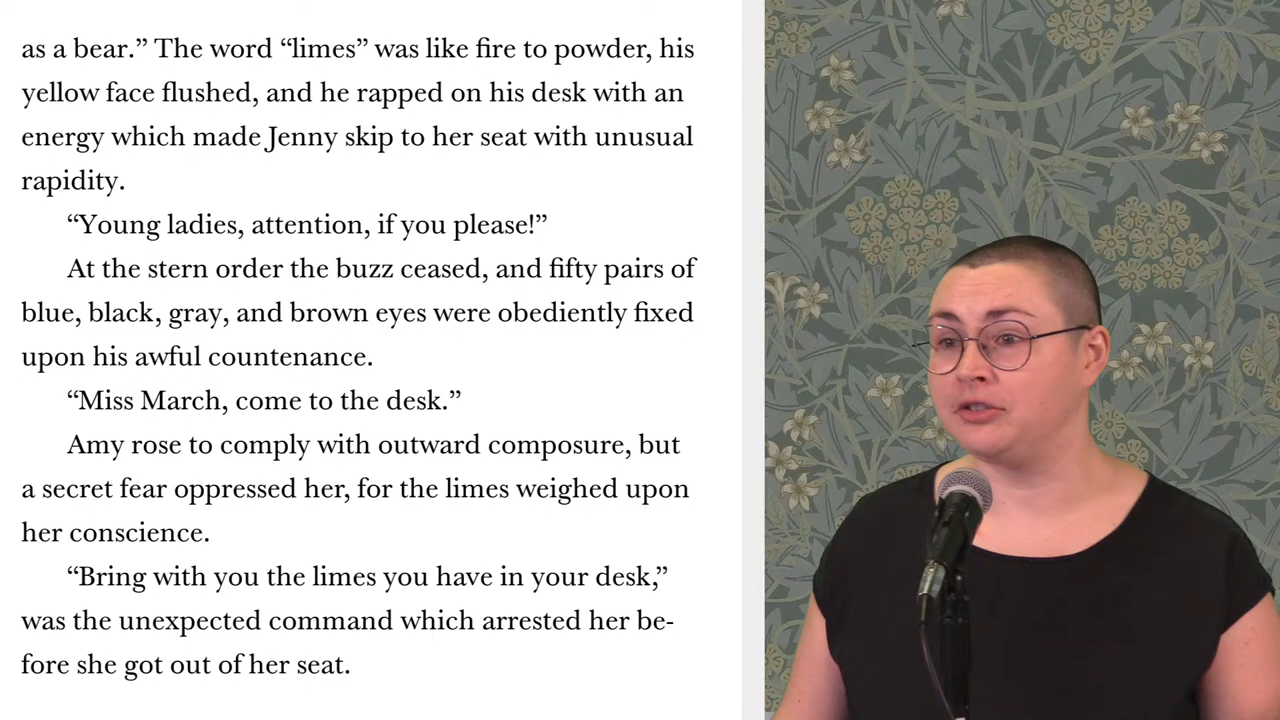 as a bear.” The word “limes” was like fire to powder, his
yellow face flushed, and he rapped on his desk with an
energy which made Jenny skip to her seat with unusual
rapidity.
“Young ladies, attention, if you please!”
At the stern order the buzz ceased, and fifty pairs of
blue, black, gray, and brown eyes were obediently fixed
upon his awful countenance.
“Miss March, come to the desk.”
Amy rose to comply with outward composure, but
a secret fear oppressed her, for the limes weighed upon
her conscience.
“Bring with you the limes you have in your desk,”
was the unexpected command which arrested her be-
fore she got out of her seat.